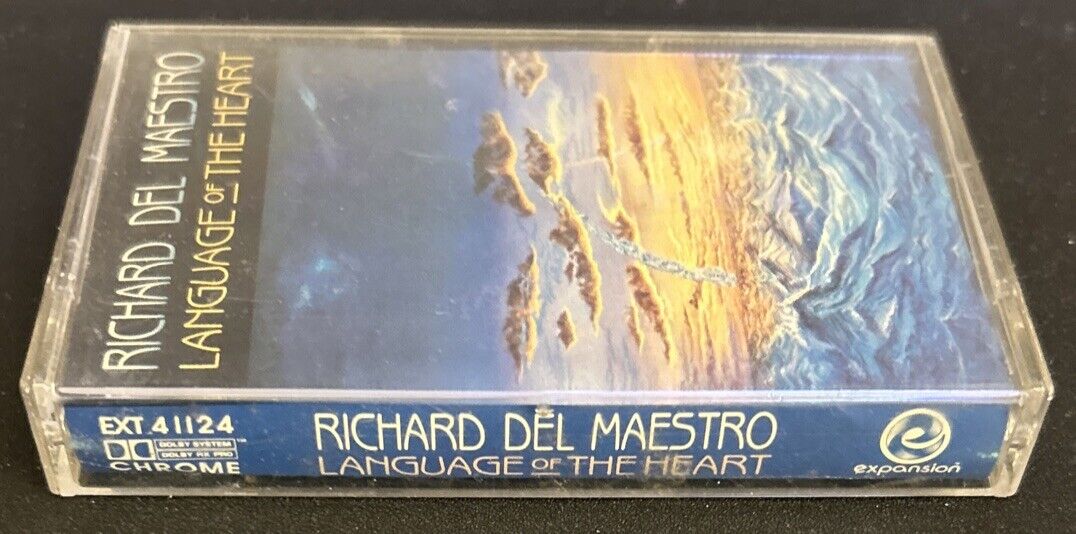 RICHARD DEL MAESTRO
LANGUAGE OF THE HEART
EXT.41124
DOLBY SYSTEM™
DOLBY HX PRO
CHROME
RICHARD DEL MAESTRO
LANGUAGE OF THE HEART
expansion